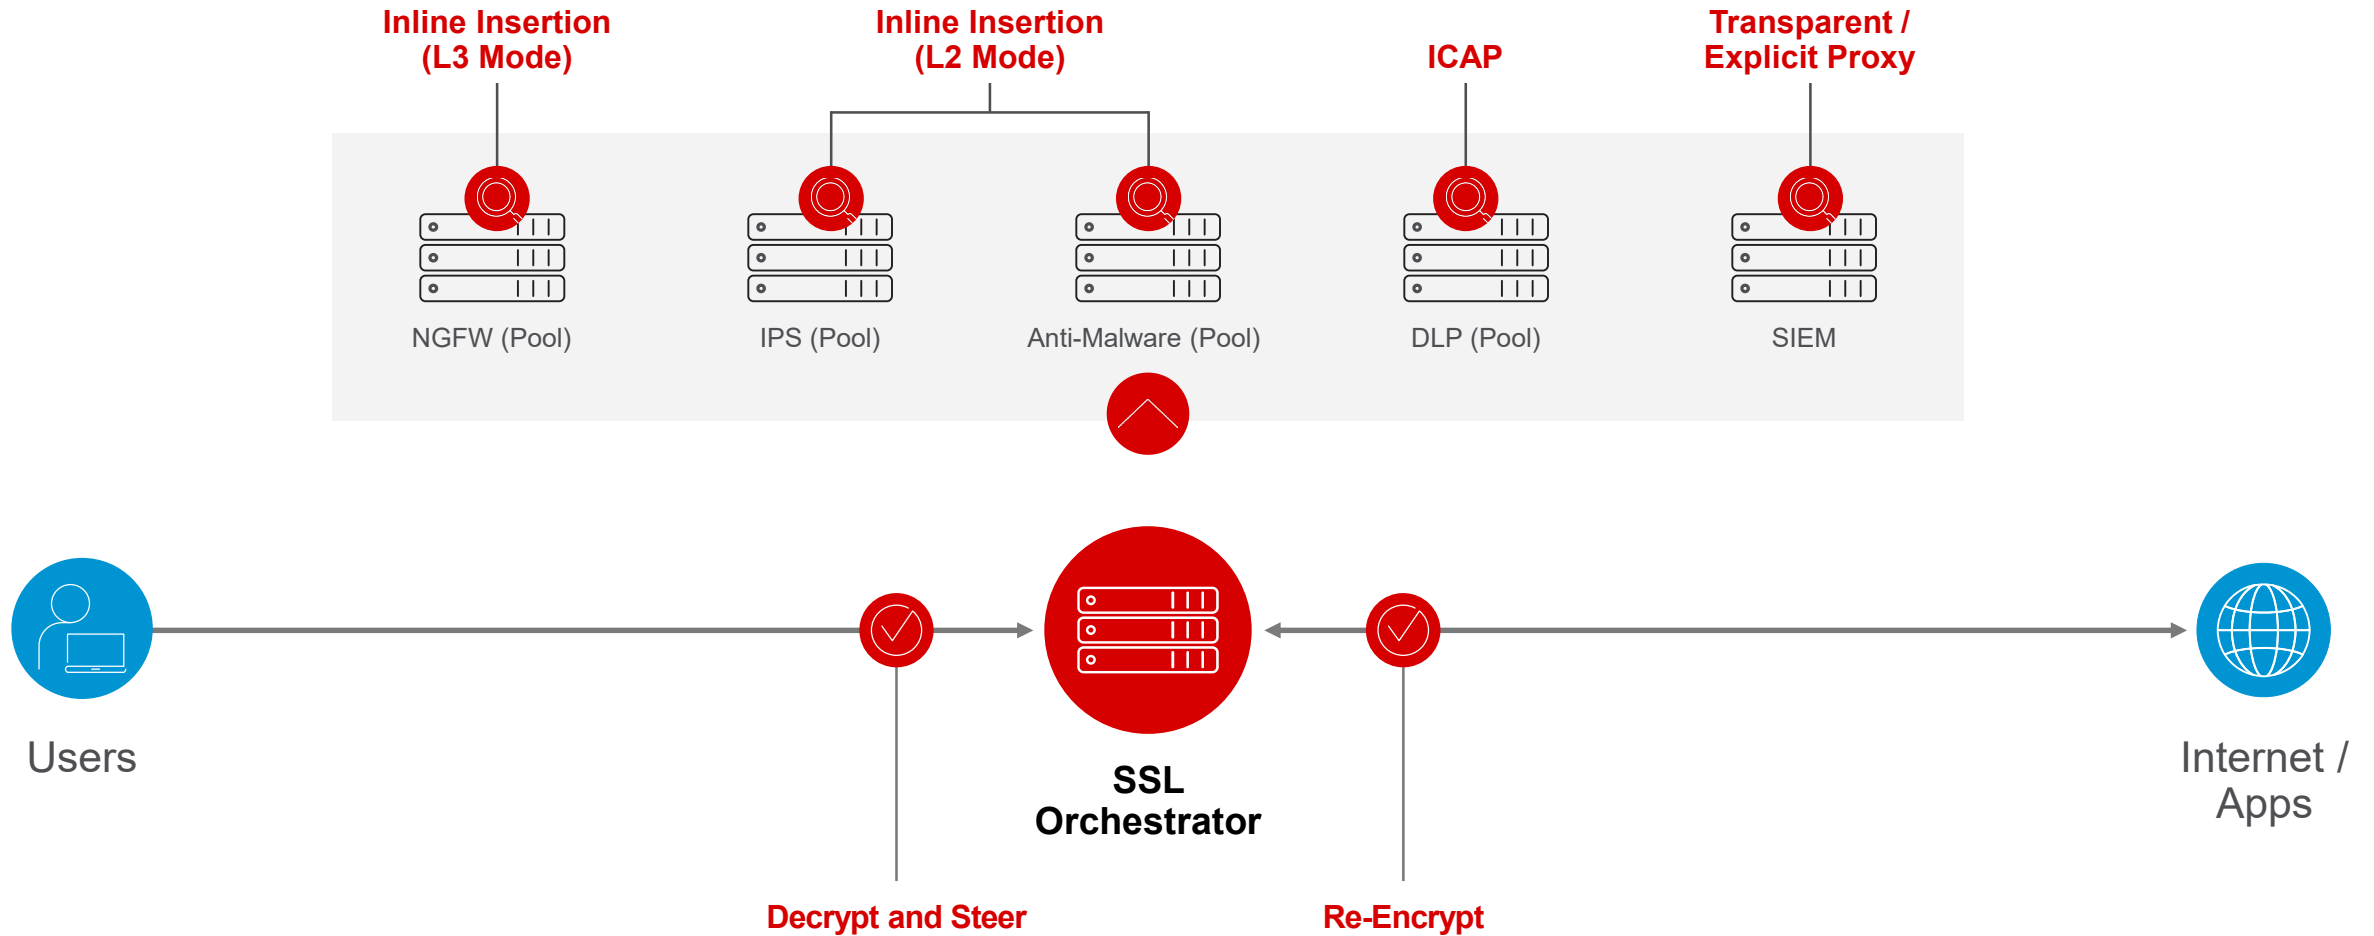 Inline Insertion
(L3 Mode)
Inline Insertion
(L2 Mode)
ICAP
Transparent /
Explicit Proxy
NGFW (Pool)
IPS (Pool)
Anti-Malware (Pool)
DLP (Pool)
SIEM
Users
SSL
Orchestrator
Internet /
Apps
Decrypt and Steer
Re-Encrypt